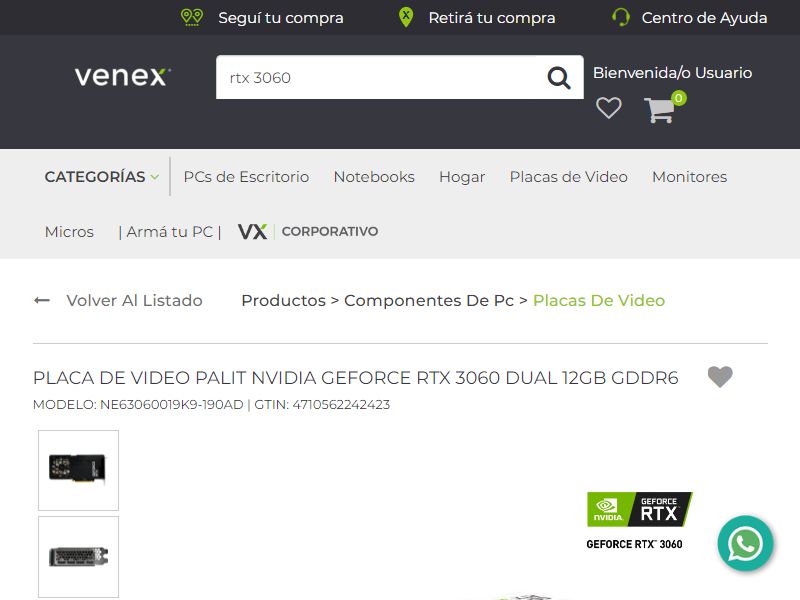 Seguí tu compra
Retirá tu compra
Centro de Ayuda
venex
rtx 3060
Bienvenida/o Usuario
0
CATEGORÍAS
PCs de Escritorio
Notebooks
Hogar
Placas de Video
Monitores
Micros
| Armá tu PC |
VX | CORPORATIVO
← Volver Al Listado
Productos > Componentes De Pc > Placas De Video
PLACA DE VIDEO PALIT NVIDIA GEFORCE RTX 3060 DUAL 12GB GDDR6
MODELO: NE63060019K9-190AD | GTIN: 4710562242423
NVIDIA
GEFORCE
RTX
GEFORCE RTX™ 3060